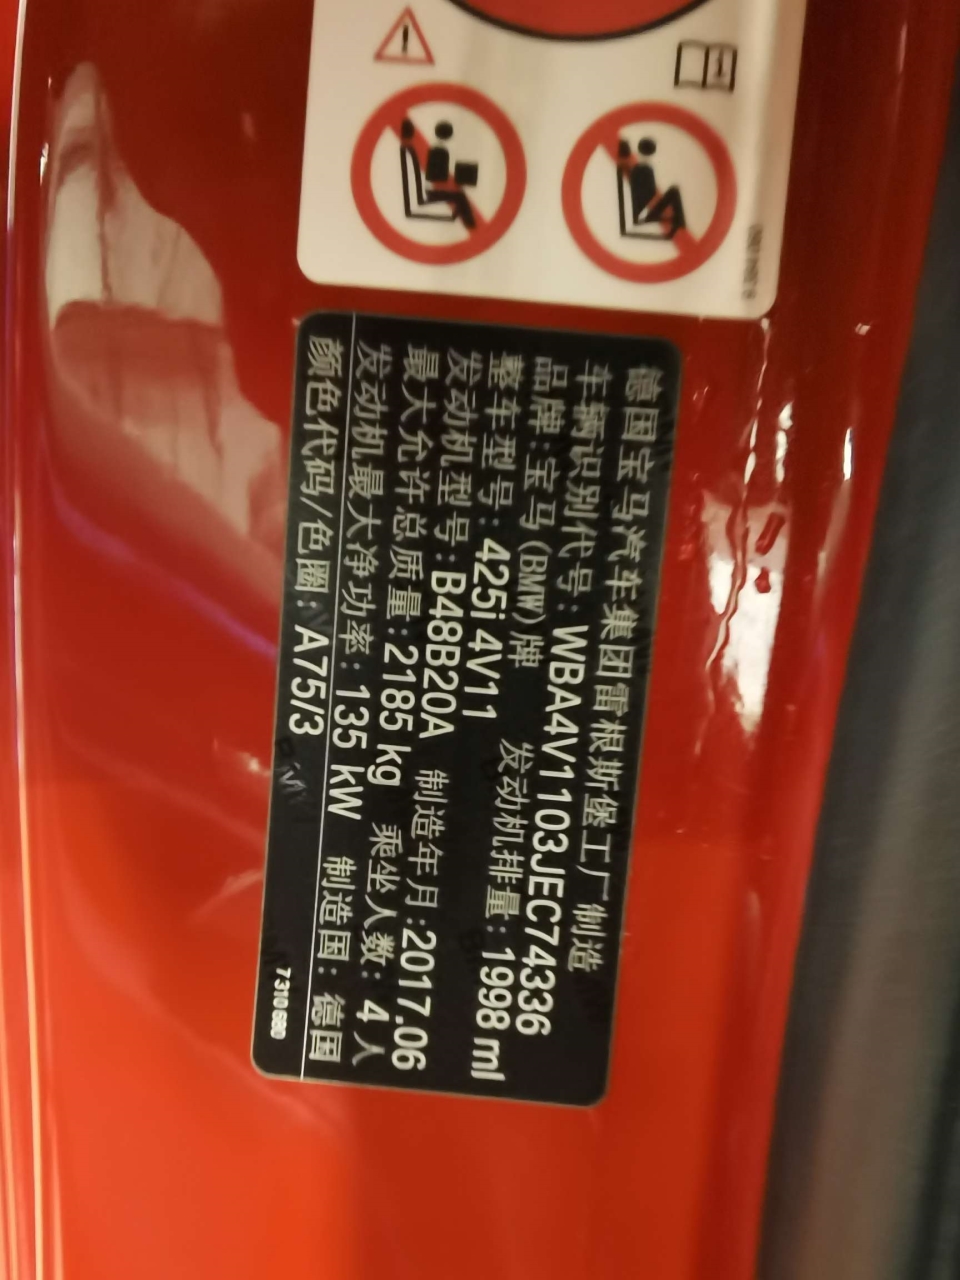 德国宝马汽车集团雷根斯堡工厂制造
车辆识别代号：WBA4V1103JEC74336
品牌：宝马(BMW)牌
整车型号：425i 4V11 发动机排量：1998 ml
发动机型号：B48B20A 制造年月：2017.06
最大允许总质量：2185 kg 乘坐人数：4人
发动机最大净功率：135 kW 制造国：德国
颜色代码/色圈：A75/3
7310680